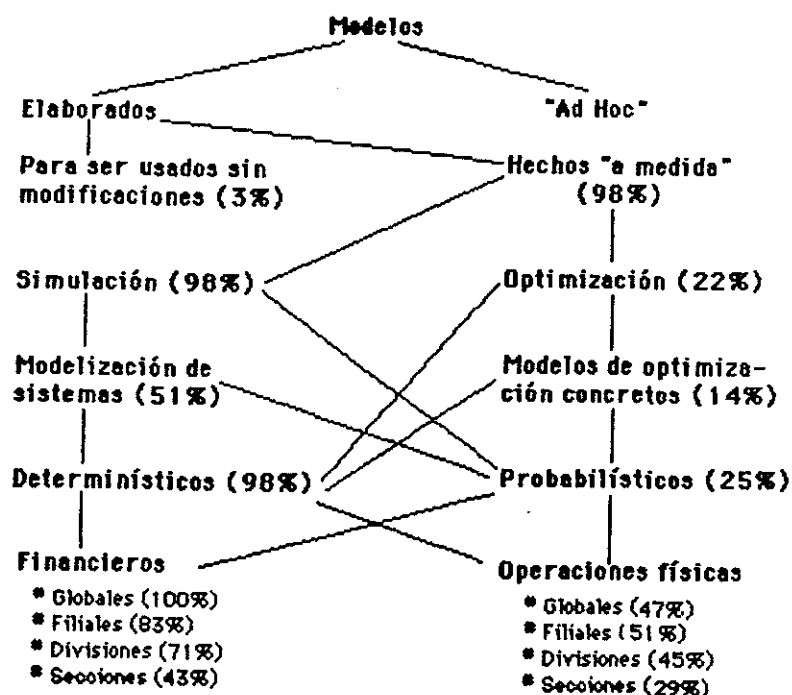 Modelos
Elaborados
"Ad Hoc"
Para ser usados sin
modificaciones (3%)
Hechos "a medida"
(98%)
Simulación (98%)
Optimización (22%)
Modelización de
sistemas (51%)
Modelos de optimiza-
ción concretos (14%)
Determinísticos (98%)
Probabilísticos (25%)
Financieros
* Globales (100%)
* Filiales (83%)
* Divisiones (71%)
* Secciones (43%)
Operaciones físicas
* Globales (47%)
* Filiales (51%)
* Divisiones (45%)
* Secciones (29%)